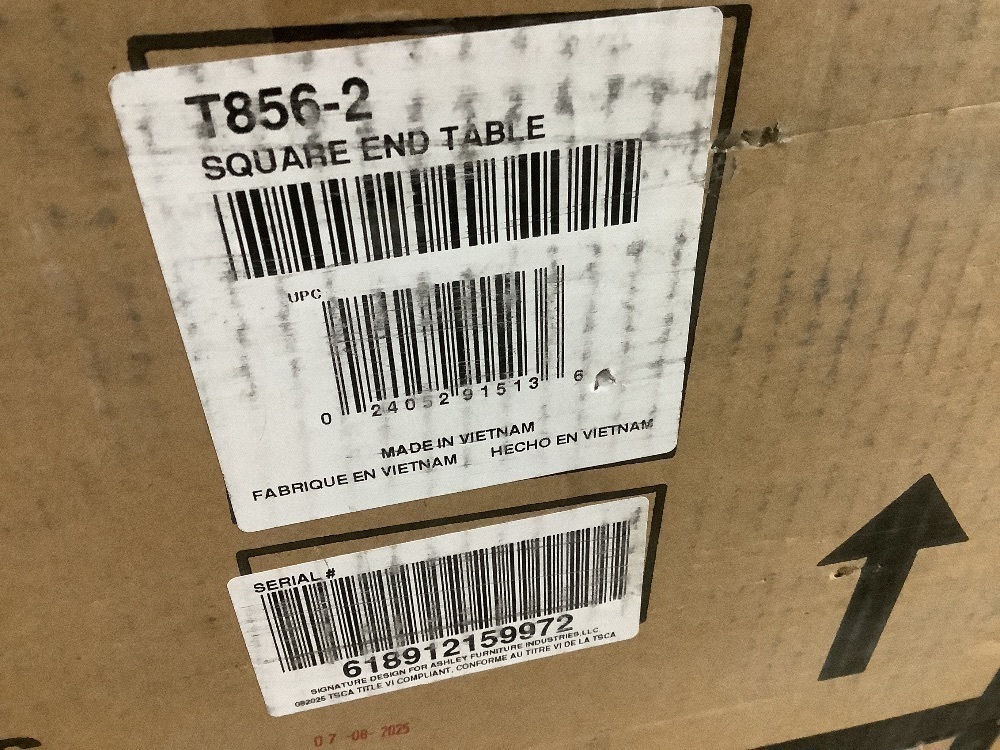 T856-2
SQUARE END TABLE
UPC
0 24052 91513 6
MADE IN VIETNAM
FABRIQUE EN VIETNAM HECHO EN VIETNAM
SERIAL #
618912159972
SIGNATURE DESIGN FOR ASHLEY FURNITURE INDUSTRIES,LLC
082025 TSCA TITLE VI COMPLIANT, CONFORME AU TITRE VI DE LA TSCA
07 -08- 2025